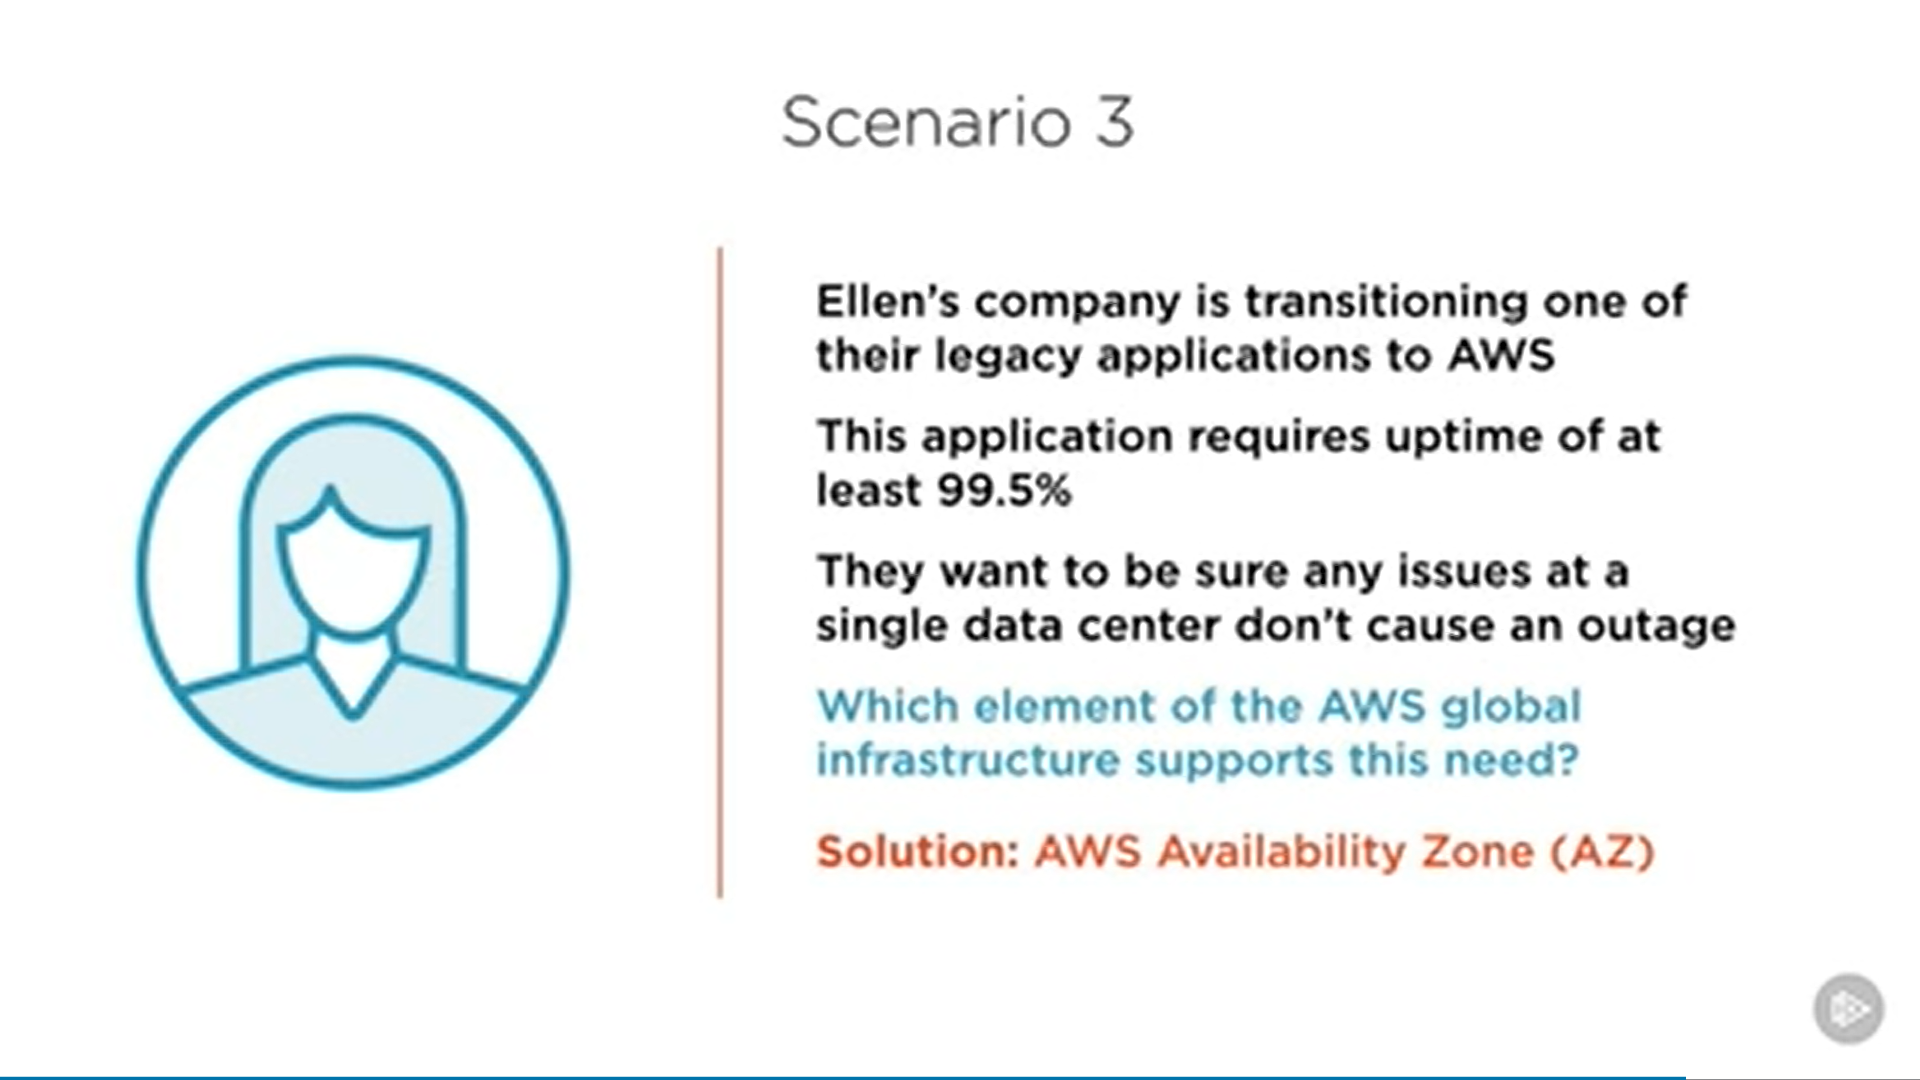 Scenario 3
Ellen’s company is transitioning one of
their legacy applications to AWS
This application requires uptime of at
least 99.5%
They want to be sure any issues at a
single data center don’t cause an outage
Which element of the AWS global
infrastructure supports this need?
Solution: AWS Availability Zone (AZ)